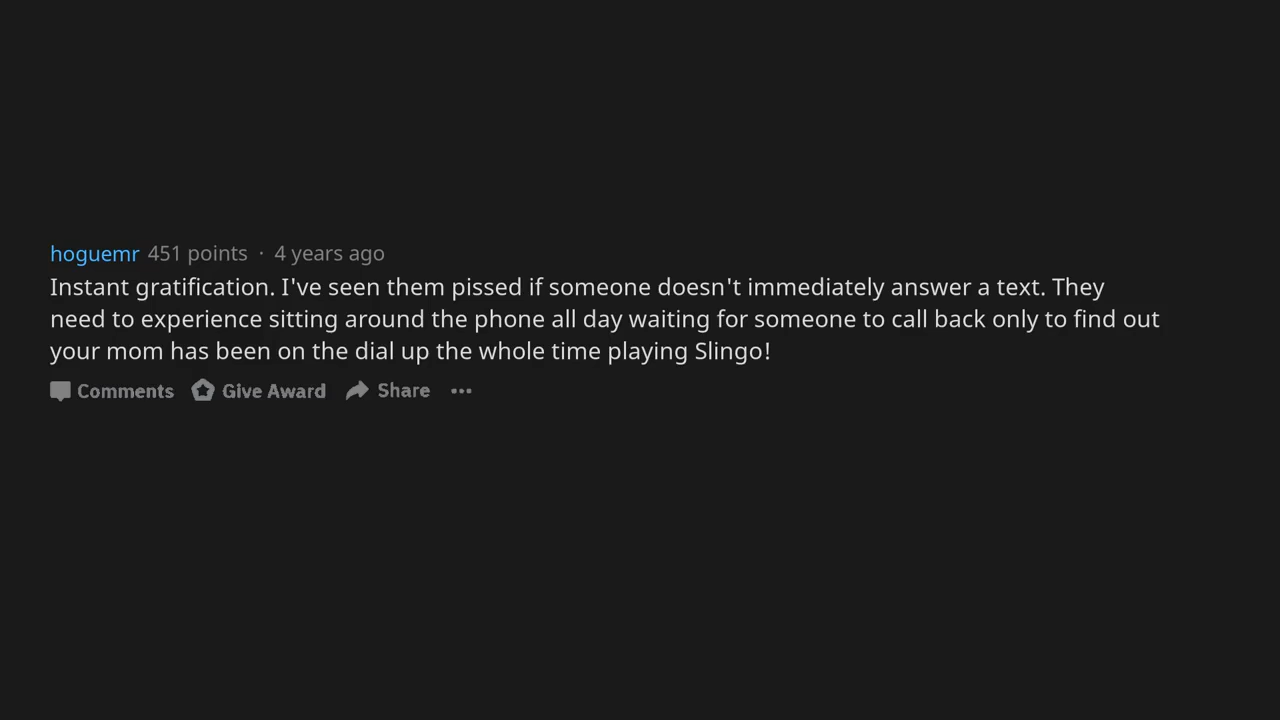 hoguemr 451 points · 4 years ago
Instant gratification. I've seen them pissed if someone doesn't immediately answer a text. They
need to experience sitting around the phone all day waiting for someone to call back only to find out
your mom has been on the dial up the whole time playing Slingo!
Comments Give Award Share ···